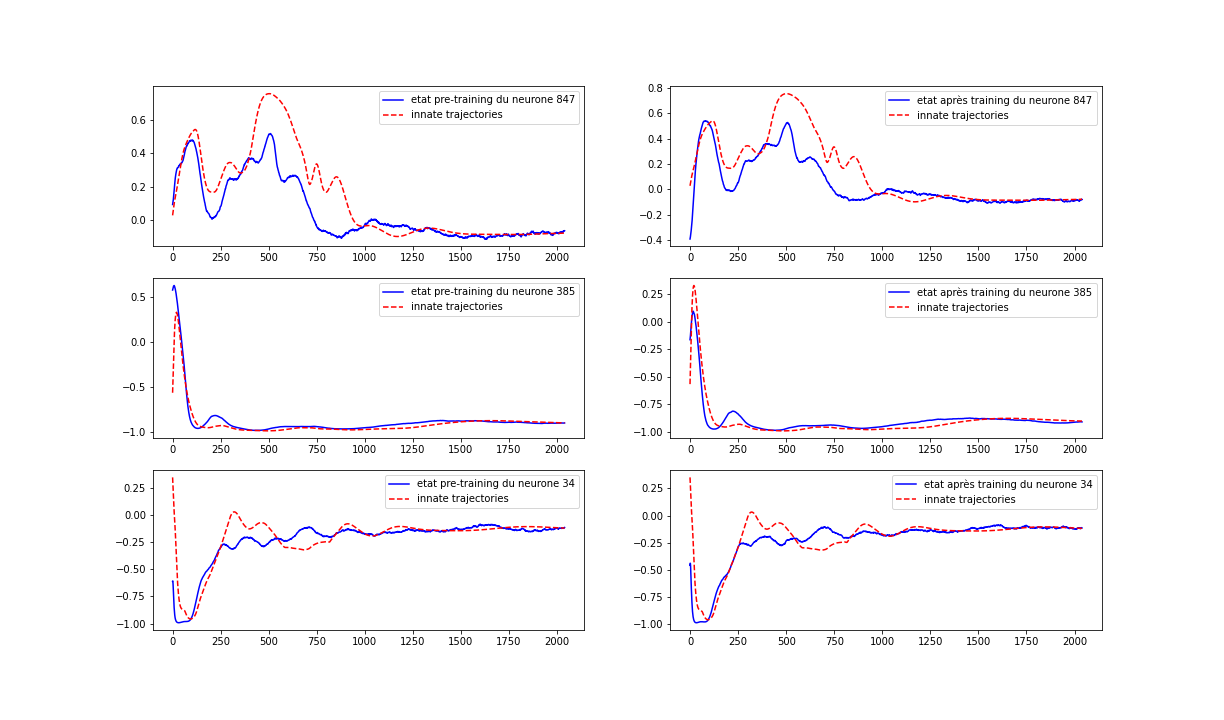 etat pre-training du neurone 847
innate trajectories
0.6
0.4
0.2
0.0
0 250 500 750 1000 1250 1500 1750 2000
etat après training du neurone 847
innate trajectories
0.8
0.6
0.4
0.2
0.0
−0.2
−0.4
0 250 500 750 1000 1250 1500 1750 2000
etat pre-training du neurone 385
innate trajectories
0.5
0.0
−0.5
−1.0
0 250 500 750 1000 1250 1500 1750 2000
etat après training du neurone 385
innate trajectories
0.25
0.00
−0.25
−0.50
−0.75
−1.00
0 250 500 750 1000 1250 1500 1750 2000
etat pre-training du neurone 34
innate trajectories
0.25
0.00
−0.25
−0.50
−0.75
−1.00
0 250 500 750 1000 1250 1500 1750 2000
etat après training du neurone 34
innate trajectories
0.25
0.00
−0.25
−0.50
−0.75
−1.00
0 250 500 750 1000 1250 1500 1750 2000